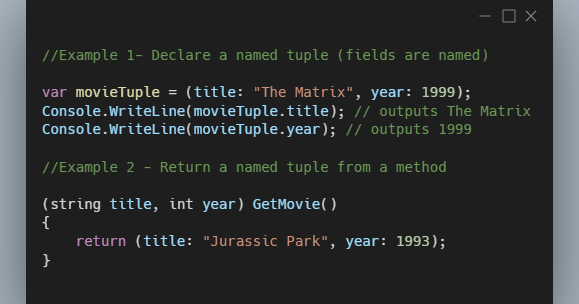 //Example 1- Declare a named tuple (fields are named)
var movieTuple = (title: "The Matrix", year: 1999);
Console.WriteLine(movieTuple.title); // outputs The Matrix
Console.WriteLine(movieTuple.year); // outputs 1999
//Example 2 - Return a named tuple from a method
(string title, int year) GetMovie()
{
    return (title: "Jurassic Park", year: 1993);
}